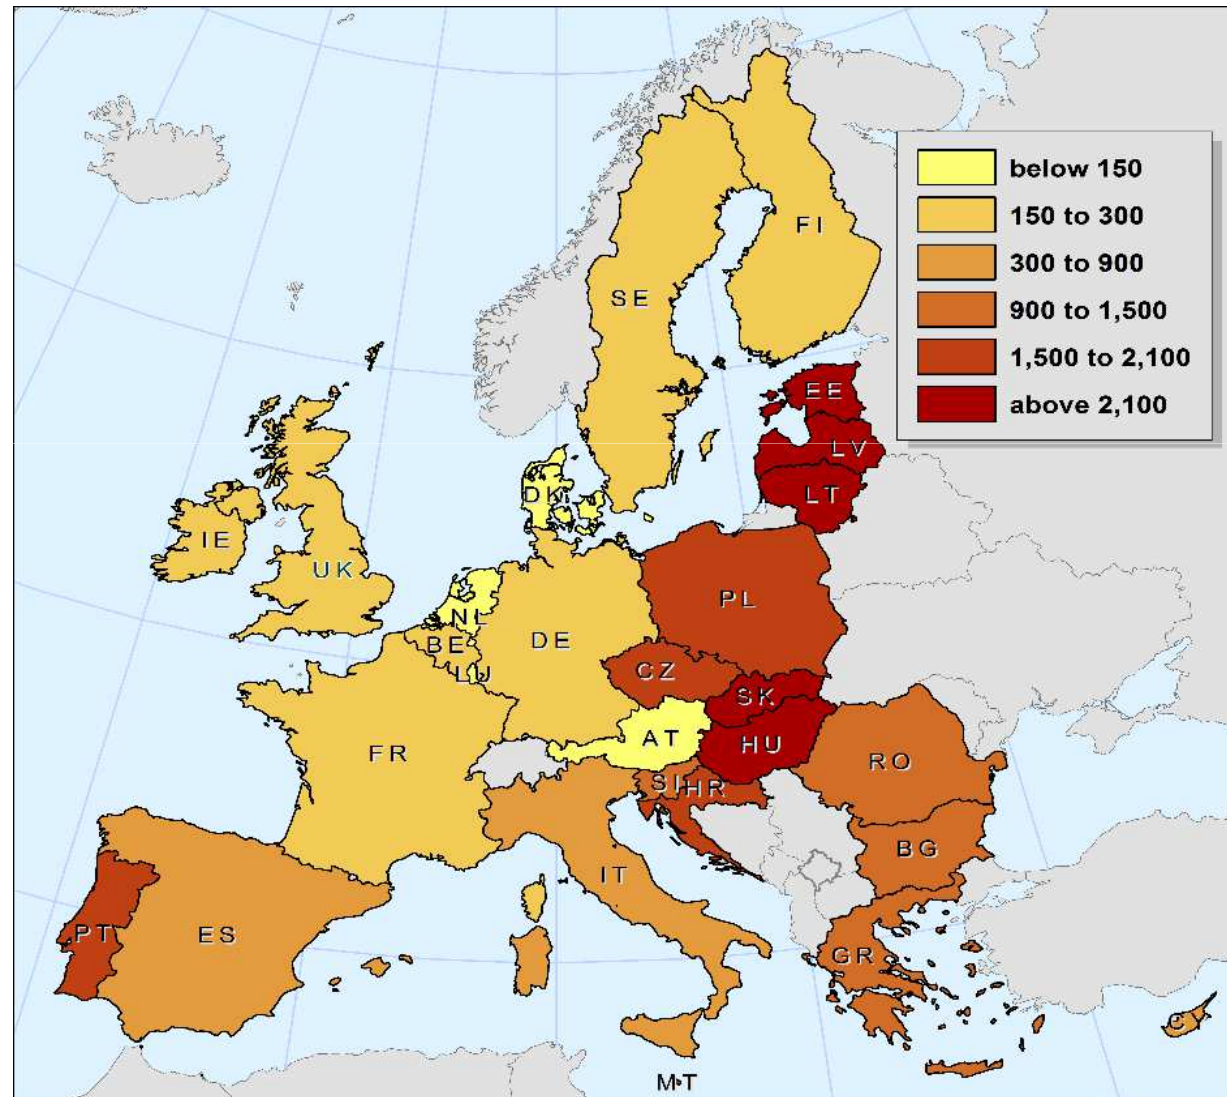 below 150
150 to 300
300 to 900
900 to 1,500
1,500 to 2,100
above 2,100
FI
SE
EE
LV
LT
DK
IE
UK
NL
BE
LU
DE
PL
CZ
SK
AT
HU
FR
SI
HR
RO
BG
IT
PT
ES
GR
CY
MT